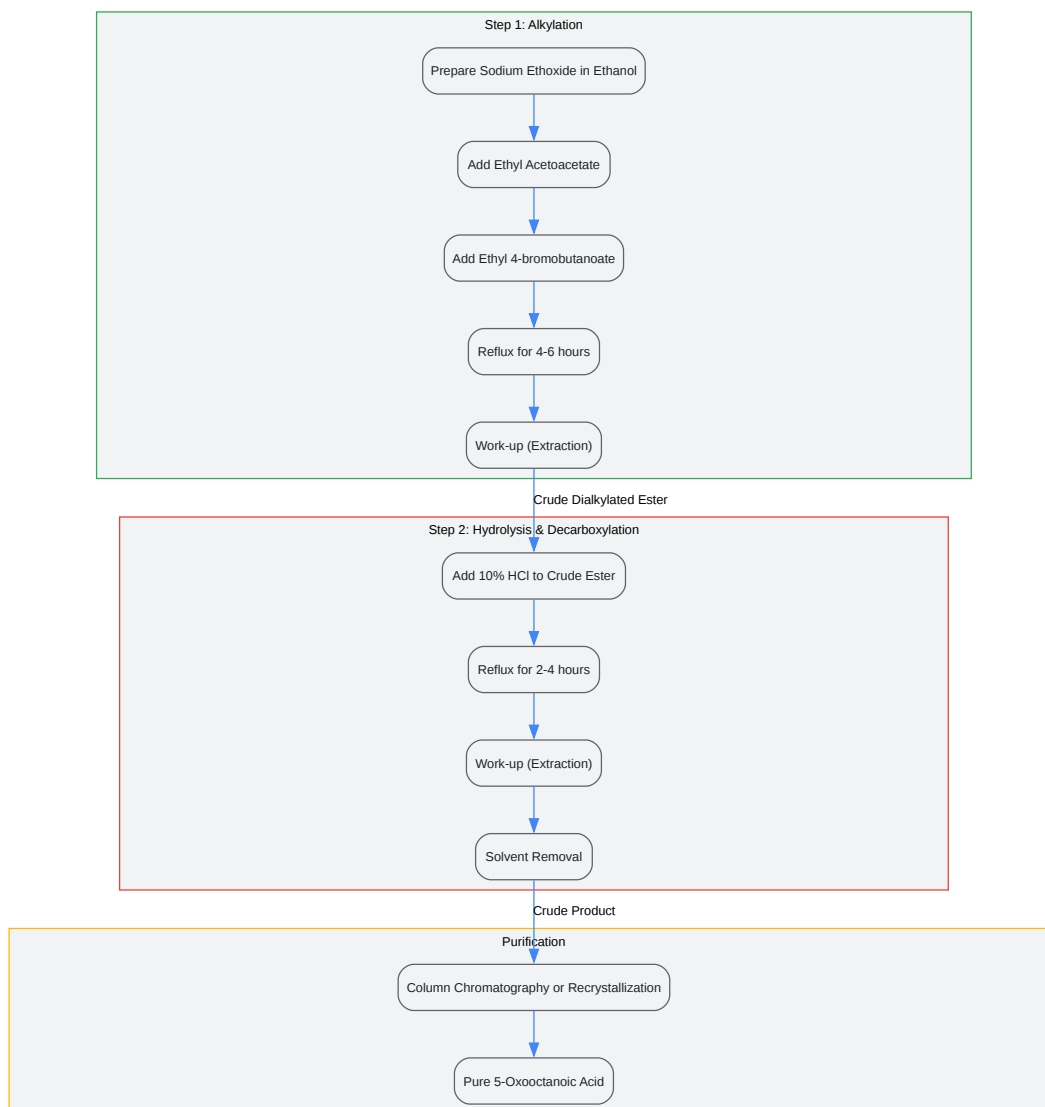 Step 1: Alkylation
Prepare Sodium Ethoxide in Ethanol
Add Ethyl Acetoacetate
Add Ethyl 4-bromobutanoate
Reflux for 4-6 hours
Work-up (Extraction)
Crude Dialkylated Ester
Step 2: Hydrolysis & Decarboxylation
Add 10% HCl to Crude Ester
Reflux for 2-4 hours
Work-up (Extraction)
Solvent Removal
Crude Product
Purification
Column Chromatography or Recrystallization
Pure 5-Oxooctanoic Acid